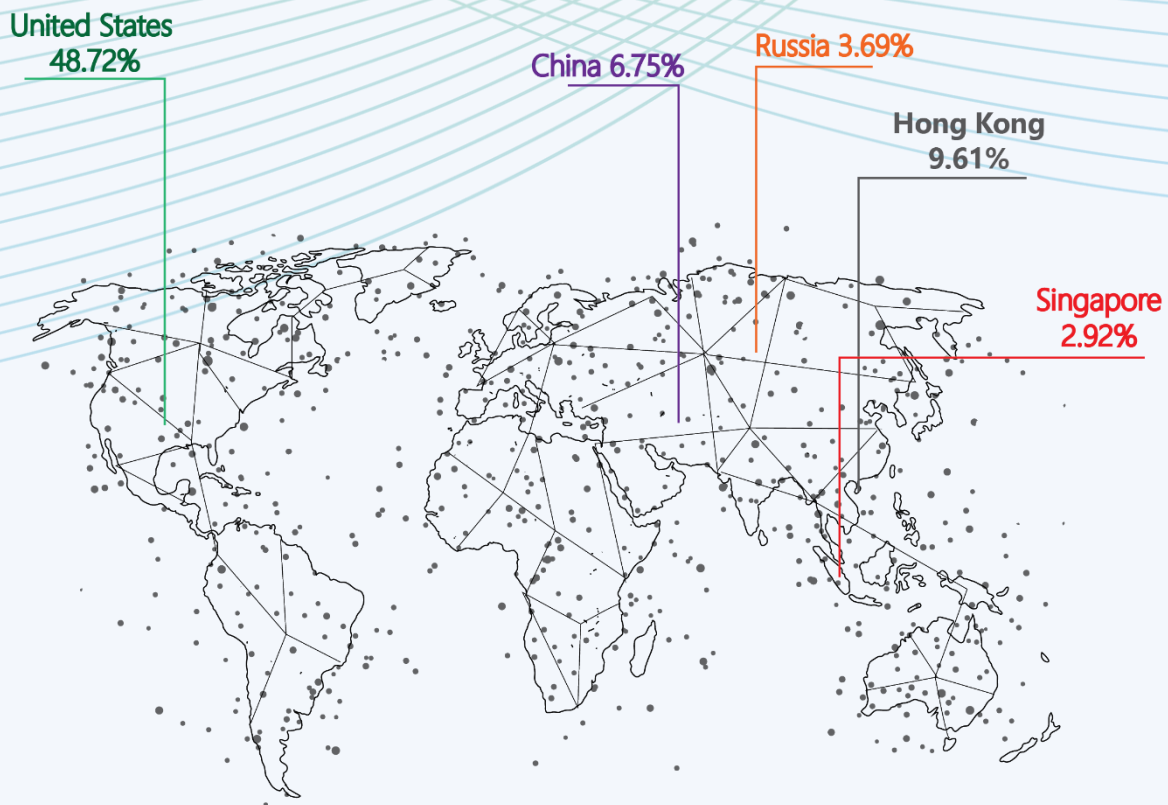 United States
48.72%
China 6.75%
Russia 3.69%
Hong Kong
9.61%
Singapore
2.92%